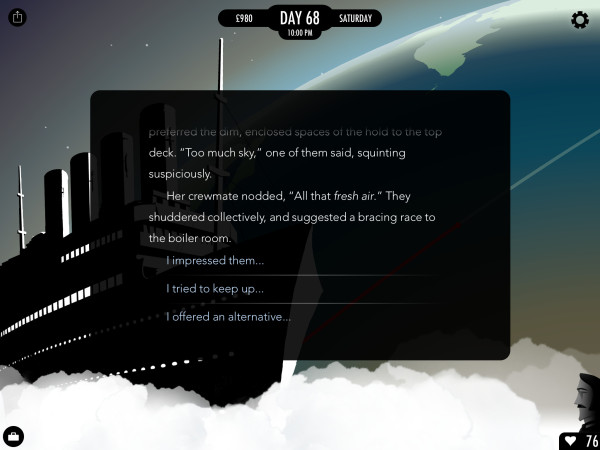 £980
DAY 68
SATURDAY
10:00 PM
preferred the dim, enclosed spaces of the hold to the top
deck. “Too much sky,” one of them said, squinting
suspiciously.
Her crewmate nodded, “All that fresh air.” They
shuddered collectively, and suggested a bracing race to
the boiler room.
I impressed them...
I tried to keep up...
I offered an alternative...
76